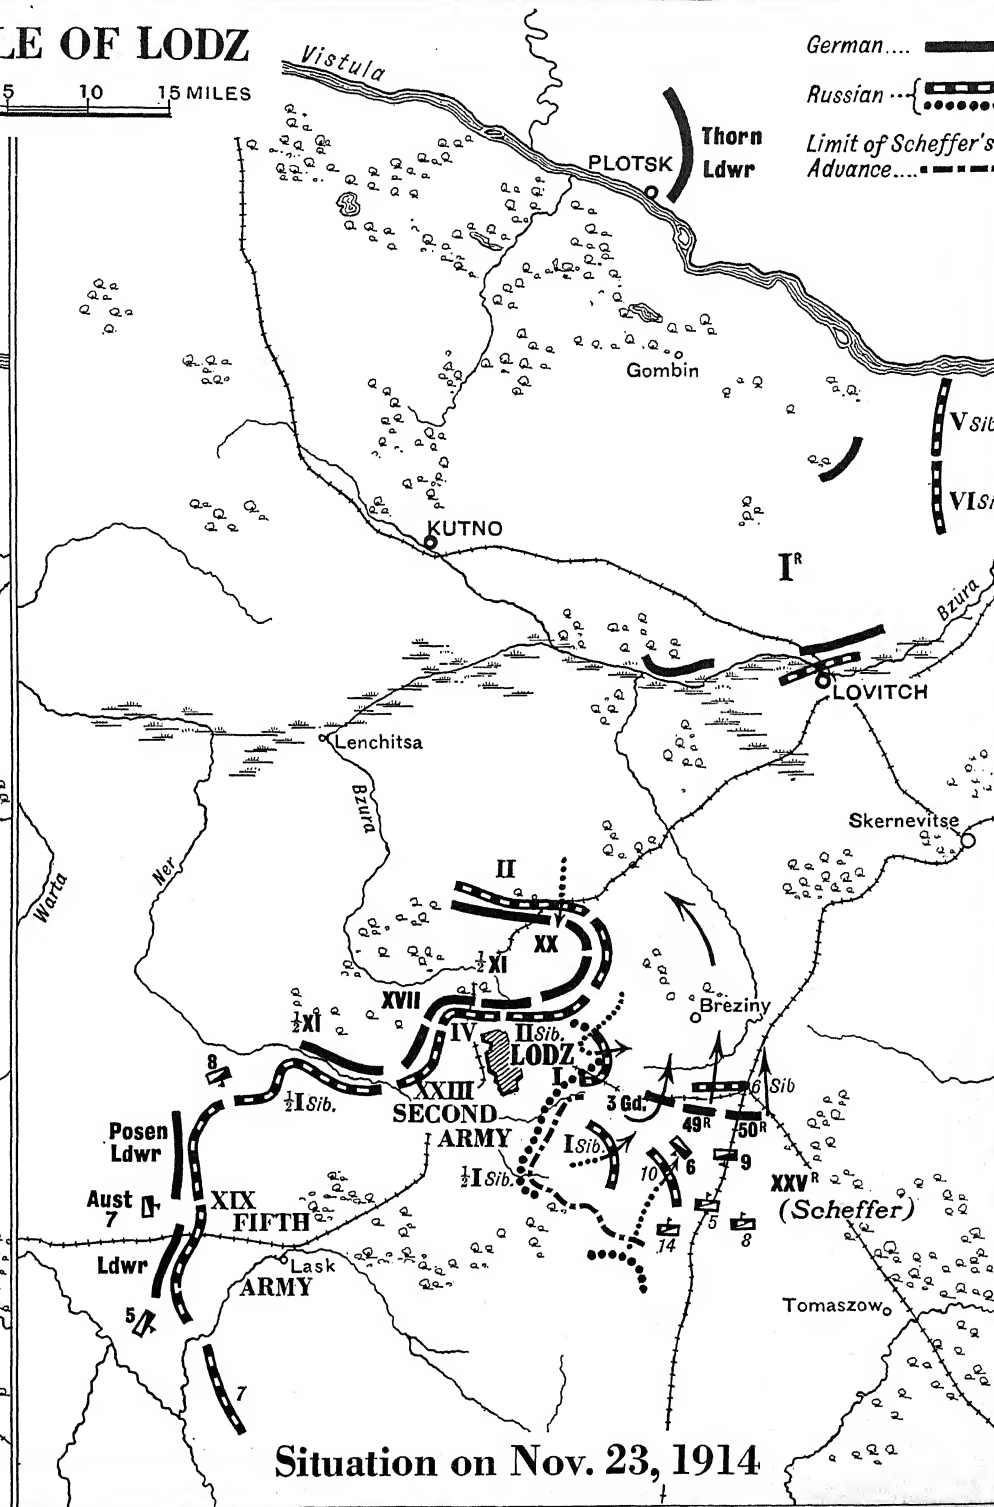 LE OF LODZ
5 10 15 MILES
German....
Russian ...
Limit of Scheffer's
Advance....
Vistula
Thorn
Ldwr
PLOTSK
Gombin
V Sib
VI Si
KUTNO
I R
Bzura
LOVITCH
Lenchitsa
Bzura
Skernevitse
Ner
Warta
II
XX
½ XI
XVII
Breziny
½ XI
IV
II Sib.
LODZ
8
I
6 Sib
½ I Sib.
XXIII
SECOND
ARMY
3 Gd.
49 R
50 R
Posen
Ldwr
I Sib.
10
6
9
½ I Sib.
XXV R
(Scheffer)
Aust
7
XIX
FIFTH
5
14
8
Ldwr
Lask
ARMY
5
Tomaszow
7
Situation on Nov. 23, 1914